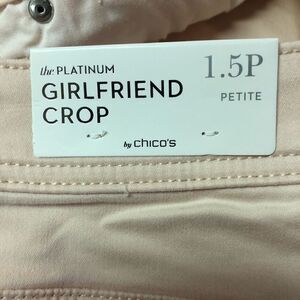 the PLATINUM
GIRLFRIEND
CROP
1.5P
PETITE
by chico's